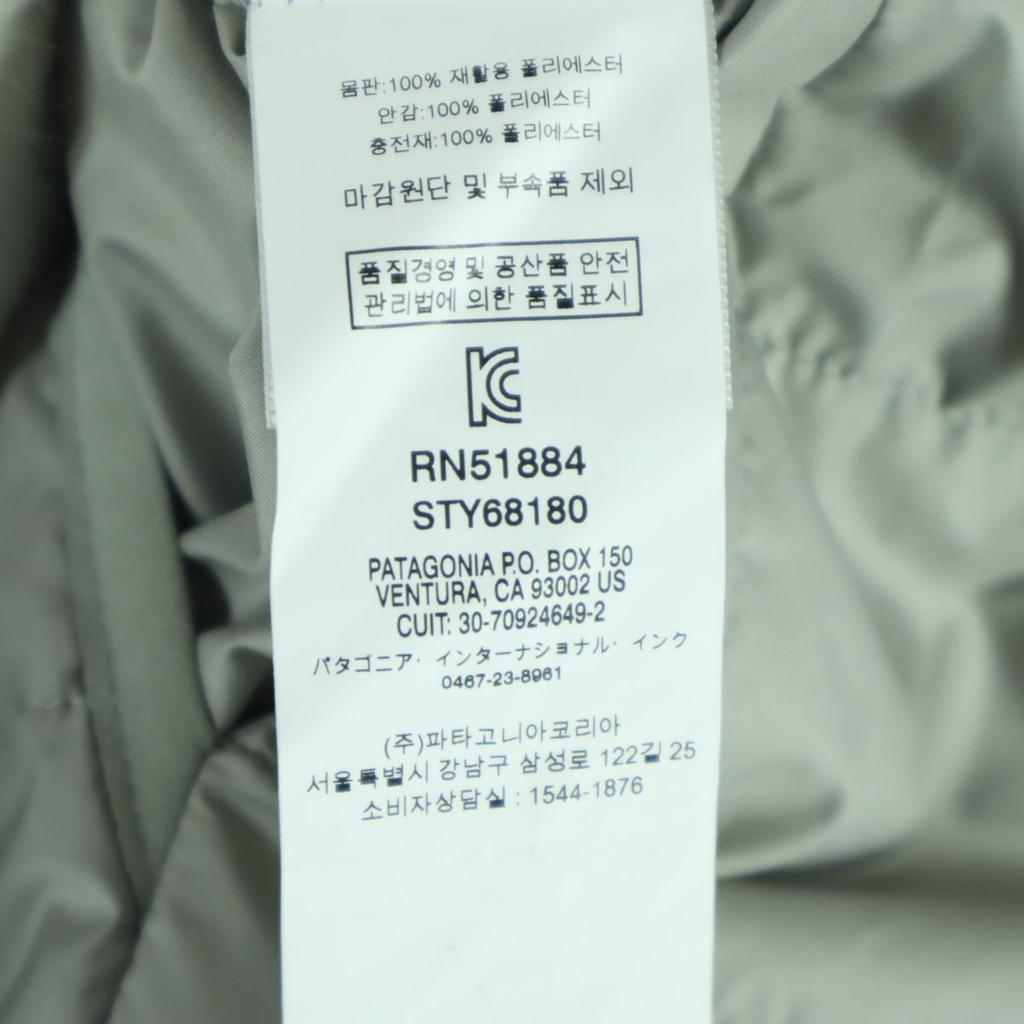 몸판:100% 재활용 폴리에스터
안감:100% 폴리에스터
충전재:100% 폴리에스터
마감원단 및 부속품 제외
품질경영 및 공산품 안전
관리법에 의한 품질표시
KC
RN51884
STY68180
PATAGONIA P.O. BOX 150
VENTURA, CA 93002 US
CUIT: 30-70924649-2
パタゴニア・インターナショナル・インク
0467-23-8961
(주)파타고니아코리아
서울특별시 강남구 삼성로 122길 25
소비자상담실 : 1544-1876